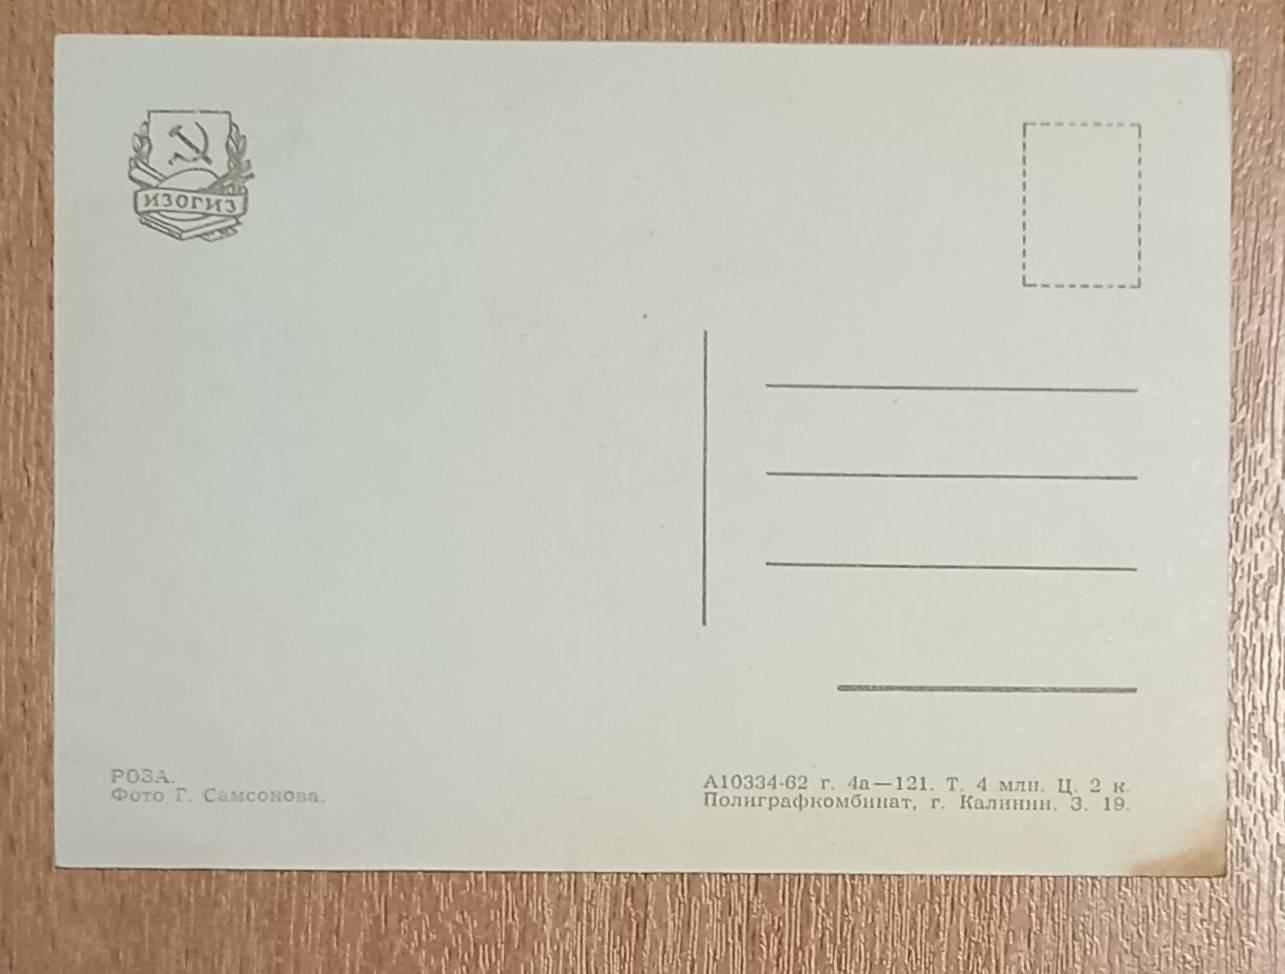 ИЗОГИЗ
РОЗА.
Фото Г. Самсонова.
А10334-62 г. 4а—121. Т. 4 млн. Ц. 2 к.
Полиграфкомбинат, г. Калинин. З. 19.